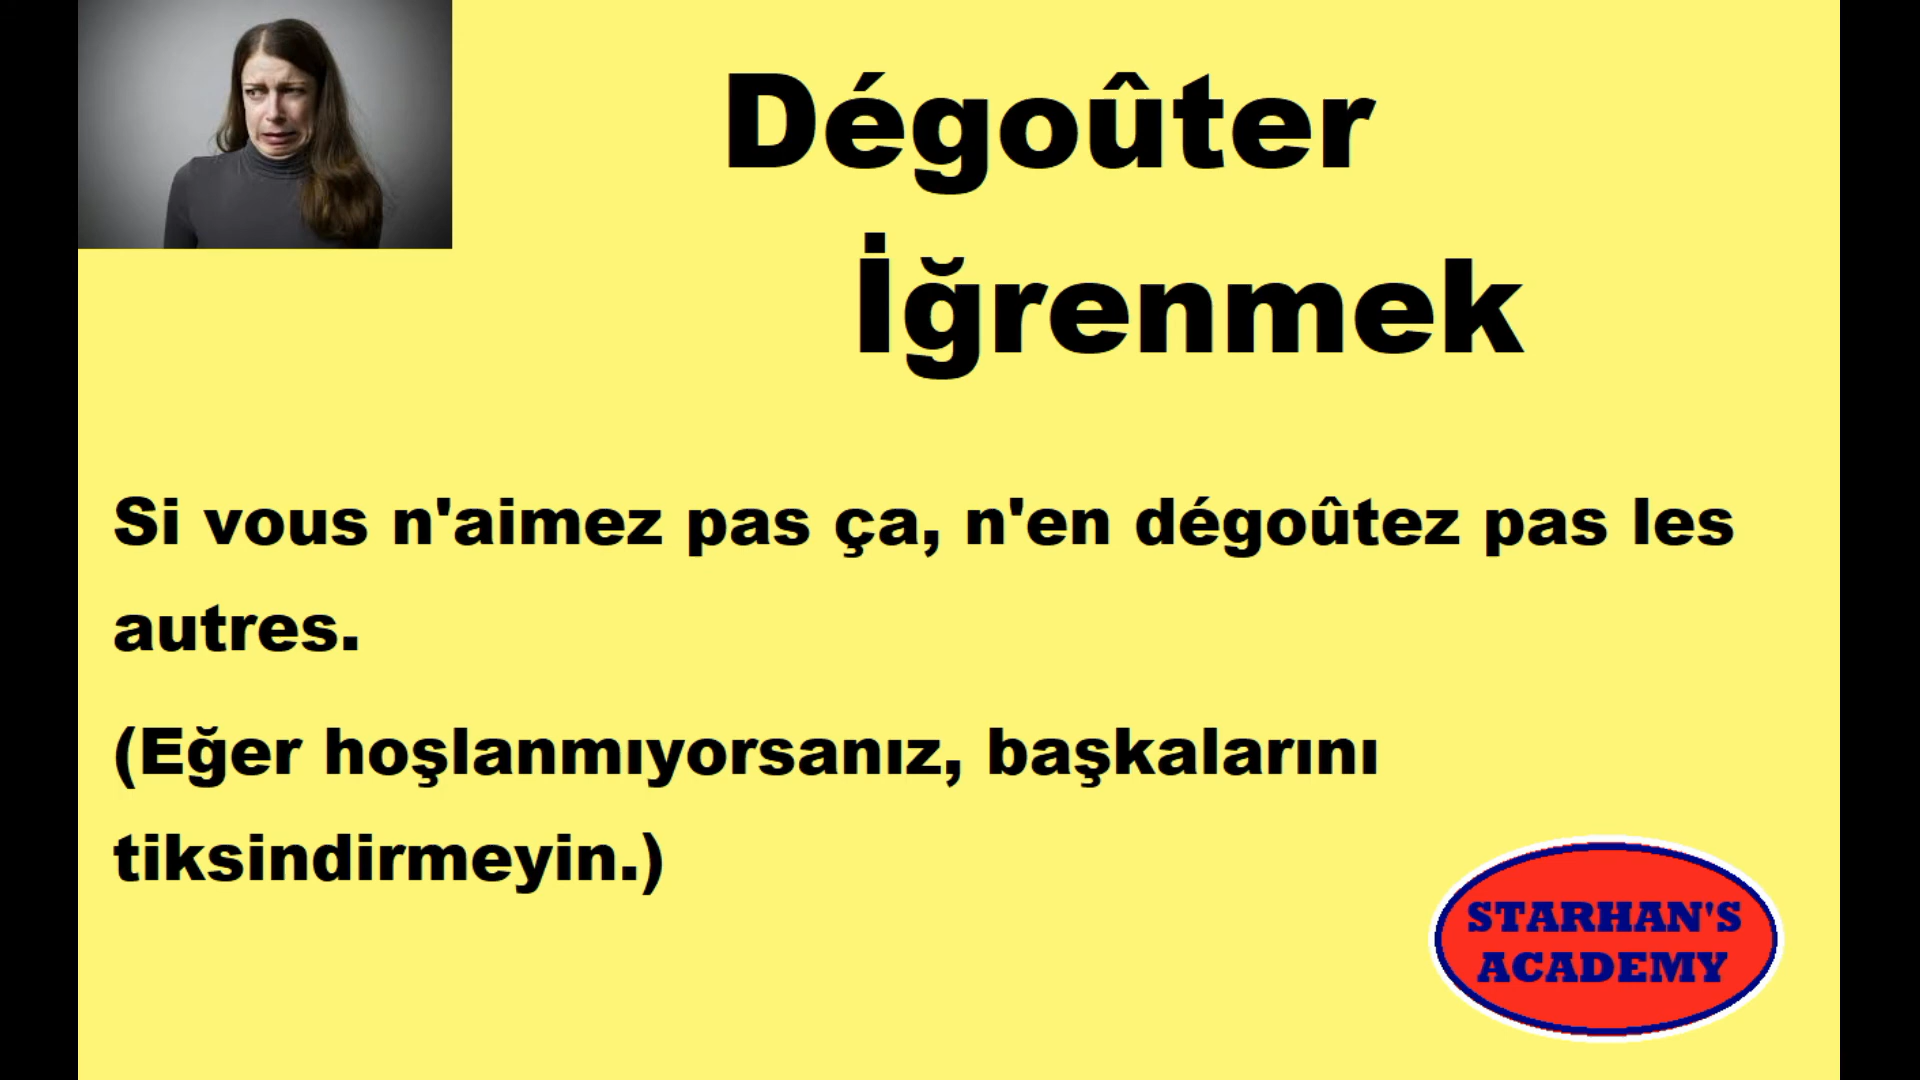 Dégoûter
İğrenmek
Si vous n'aimez pas ça, n'en dégoûtez pas les
autres.
(Eğer hoşlanmıyorsanız, başkalarını
tiksindirmeyin.)
STARHAN'S
ACADEMY